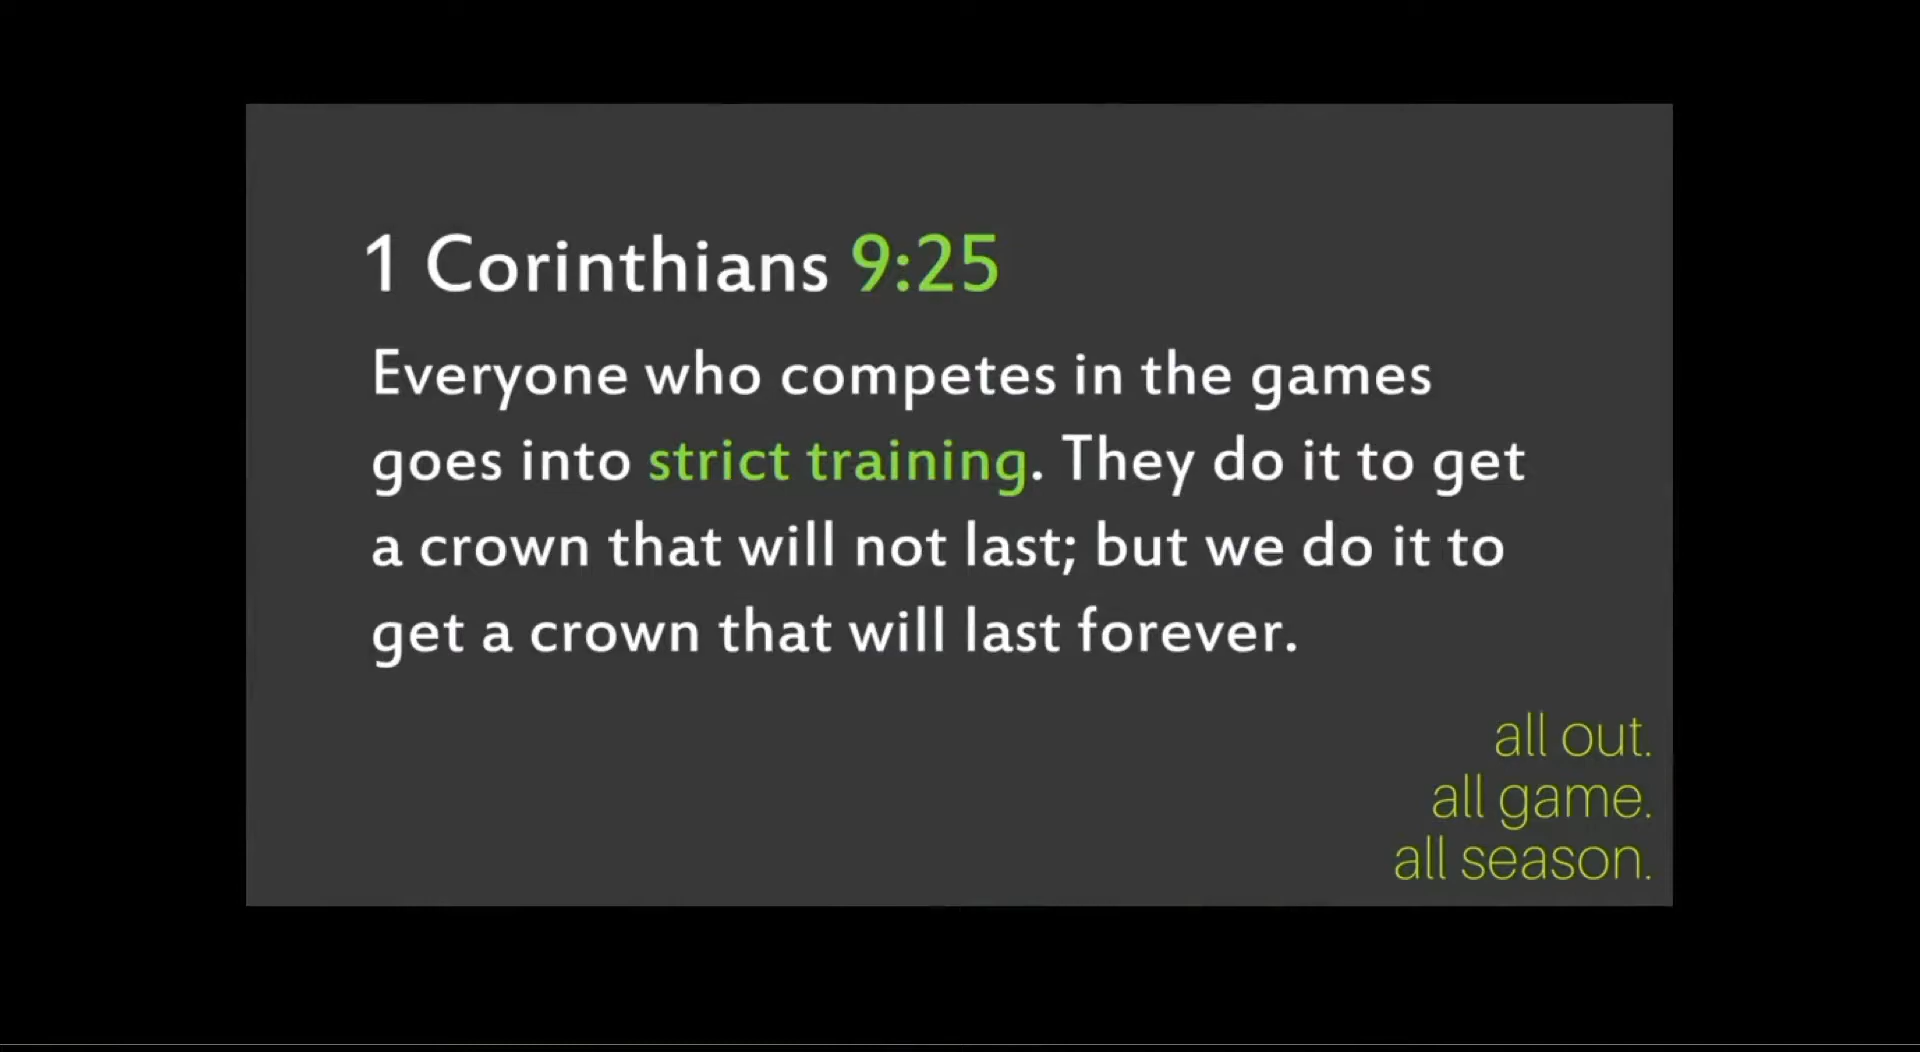 1 Corinthians 9:25
Everyone who competes in the games
goes into strict training. They do it to get
a crown that will not last; but we do it to
get a crown that will last forever.
all out.
all game.
all season.